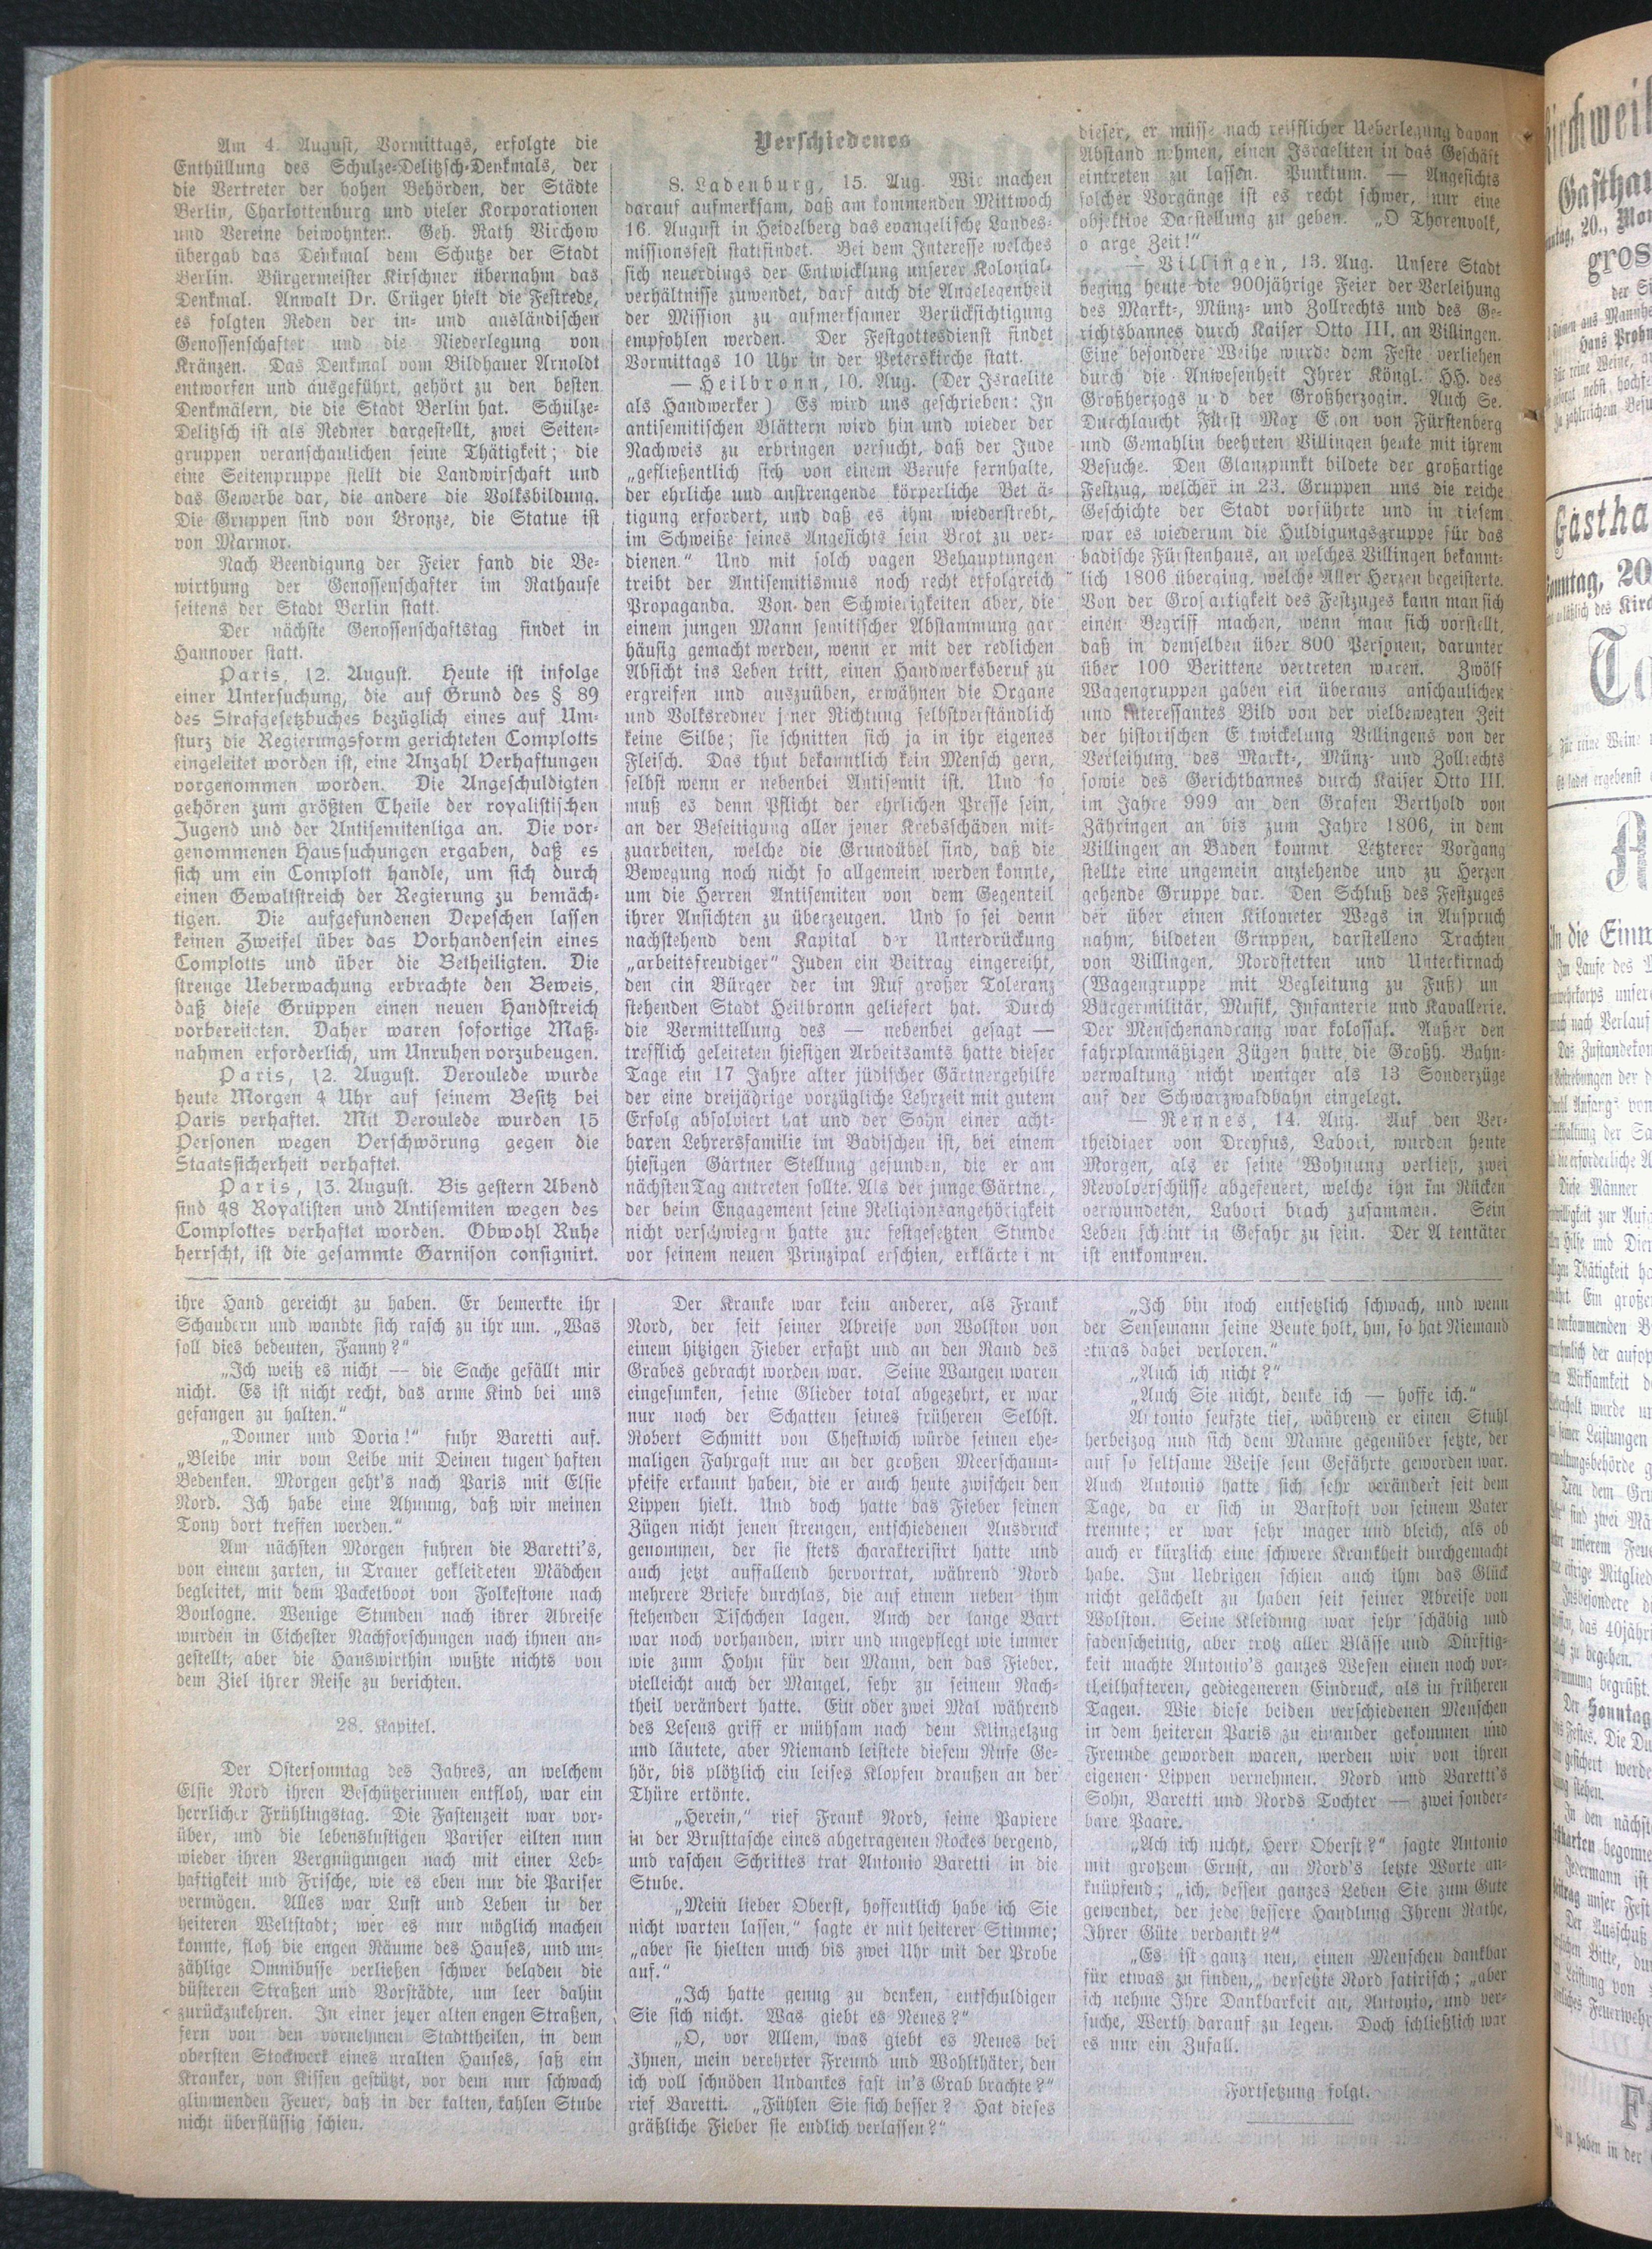 Am 4. August, Vormittags, erfolgte die
Enthüllung des Schulze-Delitzsch-Denkmals, der
die Vertreter der hohen Behörden, der Städte
Berlin, Charlottenburg und vieler Korporationen
und Vereine beiwohnten. Geh. Rath Virchow
übergab das Denkmal dem Schutze der Stadt
Berlin. Bürgermeister Kirschner übernahm das
Denkmal. Anwalt Dr. Crüger hielt die Festrede,
es folgten Reden der in- und ausländischen
Genossenschafter und die Niederlegung von
Kränzen. Das Denkmal vom Bildhauer Arnoldt
entworfen und ausgeführt, gehört zu den besten
Denkmälern, die die Stadt Berlin hat. Schulze-
Delitzsch ist als Redner dargestellt, zwei Seiten-
gruppen veranschaulichen seine Thätigkeit; die
eine Seitenpruppe stellt die Landwirschaft und
das Gewerbe dar, die andere die Volksbildung.
Die Gruppen sind von Bronze, die Statue ist
von Marmor.
Nach Beendigung der Feier fand die Be-
wirthung der Genossenschafter im Rathause
seitens der Stadt Berlin statt.
Der nächste Genossenschaftstag findet in
Hannover statt.
Paris, 12. August. Heute ist infolge
einer Untersuchung, die auf Grund des § 89
des Strafgesetzbuches bezüglich eines auf Um-
sturz die Regierungsform gerichteten Complotts
eingeleitet worden ist, eine Anzahl Verhaftungen
vorgenommen worden. Die Angeschuldigten
gehören zum größten Theile der royalistischen
Jugend und der Antisemitenliga an. Die vor-
genommenen Haussuchungen ergaben, daß es
sich um ein Complott handle, um sich durch
einen Gewaltstreich der Regierung zu bemäch-
tigen. Die aufgefundenen Depeschen lassen
keinen Zweifel über das Vorhandensein eines
Complotts und über die Betheiligten. Die
strenge Ueberwachung erbrachte den Beweis,
daß diese Gruppen einen neuen Handstreich
vorbereiteten. Daher waren sofortige Maß-
nahmen erforderlich, um Unruhen vorzubeugen.
Paris, 12. August. Deroulede wurde
heute Morgen 4 Uhr auf seinem Besitz bei
Paris verhaftet. Mit Deroulede wurden 15
Personen wegen Verschwörung gegen die
Staatssicherheit verhaftet.
Paris, 13. August. Bis gestern Abend
sind 48 Royalisten und Antisemiten wegen des
Complottes verhaftet worden. Obwohl Ruhe
herrscht, ist die gesammte Garnison consignirt.
Verschiedenes
S. Ladenburg, 15. Aug. Wir machen
darauf aufmerksam, daß am kommenden Mittwoch
16. August in Heidelberg das evangelische Landes-
missionsfest stattfindet. Bei dem Interesse welches
sich neuerdings der Entwicklung unserer Kolonial-
verhältnisse zuwendet, darf auch die Angelegenheit
der Mission zu aufmerksamer Berücksichtigung
empfohlen werden. Der Festgottesdienst findet
Vormittags 10 Uhr in der Peterskirche statt.
— Heilbronn, 10. Aug. (Der Israelite
als Handwerker) Es wird uns geschrieben: In
antisemitischen Blättern wird hin und wieder der
Nachweis zu erbringen versucht, daß der Jude
„gefließentlich sich von einem Berufe fernhalte,
der ehrliche und anstrengende körperliche Bet ä-
tigung erfordert, und daß es ihm wiederstrebt,
im Schweiße seines Angesichts sein Brot zu ver-
dienen.“ Und mit solch vagen Behauptungen
treibt der Antisemitismus noch recht erfolgreich
Propaganda. Von den Schwierigkeiten aber, die
einem jungen Mann semitischer Abstammung gar
häufig gemacht werden, wenn er mit der redlichen
Absicht ins Leben tritt, einen Handwerksberuf zu
ergreifen und auszuüben, erwähnen die Organe
und Volksredner j ner Richtung selbstverständlich
keine Silbe; sie schnitten sich ja in ihr eigenes
Fleisch. Das thut bekanntlich kein Mensch gern,
selbst wenn er nebenbei Antisemit ist. Und so
muß es denn Pflicht der ehrlichen Presse sein,
an der Beseitigung aller jener Krebsschäden mit-
zuarbeiten, welche die Grundübel sind, daß die
Bewegung noch nicht so allgemein werden konnte,
um die Herren Antisemiten von dem Gegenteil
ihrer Ansichten zu überzeugen. Und so sei denn
nachstehend dem Kapital der Unterdrückung
„arbeitsfreudiger“ Juden ein Beitrag eingereiht,
den ein Bürger der im Ruf großer Toleranz
stehenden Stadt Heilbronn geliefert hat. Durch
die Vermittellung des — nebenbei gesagt —
trefflich geleiteten hiesigen Arbeitsamts hatte dieser
Tage ein 17 Jahre alter jüdischer Gärtnergehilfe
der eine dreijährige vorzügliche Lehrzeit mit gutem
Erfolg absolviert hat und der Sohn einer acht-
baren Lehrersfamilie im Badischen ist, bei einem
hiesigen Gärtner Stellung gefunden, die er am
nächsten Tag antreten sollte. Als der junge Gärtne.,
der beim Engagement seine Religionsangehörigkeit
nicht verschwiegen hatte zur festgesetzten Stunde
vor seinem neuen Prinzipal erschien, erklärte i m
dieser, er müsse nach reifflicher Ueberlegung davon
Abstand nehmen, einen Israeliten in das Geschäft
eintreten zu lassen. Punktum. — Angesichts
solcher Vorgänge ist es recht schwer, nur eine
objektive Darstellung zu geben. „O Thorenvolk,
o arge Zeit!“
Villingen, 13. Aug. Unsere Stadt
beging heute die 900jährige Feier der Verleihung
des Markt-, Münz- und Zollrechts und des Ge-
richtsbannes durch Kaiser Otto III. an Villingen.
Eine besondere Weihe wurde dem Feste verliehen
durch die Anwesenheit Ihrer Köngl. HH. des
Großherzogs u d der Großherzogin. Auch Se.
Durchlaucht Fürst Max E on von Fürstenberg
und Gemahlin beehrten Villingen heute mit ihrem
Besuche. Den Glanzpunkt bildete der großartige
Festzug, welcher in 23. Gruppen uns die reiche
Geschichte der Stadt vorführte und in diesem
war es wiederum die Huldigungsgruppe für das
badische Fürstenhaus, an welches Villingen bekannt-
lich 1806 überging, welche Aller Herzen begeisterte.
Von der Großartigkeit des Festzuges kann man sich
einen Begriff machen, wenn man sich vorstellt,
daß in demselben über 800 Personen, darunter
über 100 Berittene vertreten waren. Zwölf
Wagengruppen gaben ein überaus anschaulichen
und interessantes Bild von der vielbewegten Zeit
der historischen E twickelung Villingens von der
Verleihung des Markt-, Münz- und Zollrechts
sowie des Gerichtbannes durch Kaiser Otto III.
im Jahre 999 an den Grafen Berthold von
Zähringen an bis zum Jahre 1806, in dem
Villingen an Baden kommt. Letzterer Vorgang
stellte eine ungemein anziehende und zu Herzen
gehende Gruppe dar. Den Schluß des Festzuges
der über einen Kilometer Wegs in Anspruch
nahm, bildeten Gruppen, darstellend Trachten
von Villingen, Nordstetten und Unterkirnach
(Wagengruppe mit Begleitung zu Fuß) un
Bürgermilitär, Musik, Infanterie und Kavallerie.
Der Menschenandrang war kolossal. Außer den
fahrplanmäßigen Zügen hatte die Großh. Bahn-
verwaltung nicht weniger als 13 Sonderzüge
auf der Schwarzwaldbahn eingelegt.
— Rennes, 14. Aug. Auf den Ver-
theidiger von Dreyfus, Labori, wurden heute
Morgen, als er seine Wohnung verließ, zwei
Revolverschüsse abgefeuert, welche ihn im Rücken
verwundeten. Labori brach zusammen. Sein
Leben scheint in Gefahr zu sein. Der A tentäter
ist entkommen.
ihre Hand gereicht zu haben. Er bemerkte ihr
Schaudern und wandte sich rasch zu ihr um. „Was
soll dies bedeuten, Fanny?“
„Ich weiß es nicht — die Sache gefällt mir
nicht. Es ist nicht recht, das arme Kind bei uns
gefangen zu halten.“
„Donner und Doria!“ fuhr Baretti auf.
„Bleibe mir vom Leibe mit Deinen tugen haften
Bedenken. Morgen geht's nach Paris mit Elsie
Nord. Ich habe eine Ahnung, daß wir meinen
Tony dort treffen werden.“
Am nächsten Morgen fuhren die Baretti's,
von einem zarten, in Trauer gekleideten Mädchen
begleitet, mit dem Packetboot von Folkestone nach
Boulogne. Wenige Stunden nach ihrer Abreise
wurden in Cichester Nachforschungen nach ihnen an-
gestellt, aber die Hauswirthin wußte nichts von
dem Ziel ihrer Reise zu berichten.
28. Kapitel.
Der Ostersonntag des Jahres, an welchem
Elsie Nord ihren Beschützerinnen entfloh, war ein
herrlicher Frühlingstag. Die Fastenzeit war vor-
über, und die lebenslustigen Pariser eilten nun
wieder ihren Vergnügungen nach mit einer Leb-
haftigkeit und Frische, wie es eben nur die Pariser
vermögen. Alles war Lust und Leben in der
heiteren Weltstadt; wer es nur möglich machen
konnte, floh die engen Räume des Hauses, und un-
zählige Omnibusse verließen schwer beladen die
düsteren Straßen und Vorstädte, um leer dahin
zurückzukehren. In einer jener alten engen Straßen,
fern von den vornehmen Stadttheilen, in dem
obersten Stockwerk eines uralten Hauses, saß ein
Kranker, von Kissen gestützt, vor dem nur schwach
glimmenden Feuer, daß in der kalten, kahlen Stube
nicht überflüssig schien.
Der Kranke war kein anderer, als Frank
Nord, der seit seiner Abreise von Wolston von
einem hitzigen Fieber erfaßt und an den Rand des
Grabes gebracht worden war. Seine Wangen waren
eingesunken, seine Glieder total abgezehrt, er war
nur noch der Schatten seines früheren Selbst.
Robert Schmitt von Chestwich würde seinen ehe-
maligen Fahrgast nur an der großen Meerschaum-
pfeife erkannt haben, die er auch heute zwischen den
Lippen hielt. Und doch hatte das Fieber seinen
Zügen nicht jenen strengen, entschiedenen Ausdruck
genommen, der sie stets charakterisirt hatte und
auch jetzt auffallend hervortrat, während Nord
mehrere Briefe durchlas, die auf einem neben ihm
stehenden Tischchen lagen. Auch der lange Bart
war noch vorhanden, wirr und ungepflegt wie immer
wie zum Hohn für den Mann, den das Fieber,
vielleicht auch der Mangel, sehr zu seinem Nach-
theil verändert hatte. Ein oder zwei Mal während
des Lesens griff er mühsam nach dem Klingelzug
und läutete, aber Niemand leistete diesem Rufe Ge-
hör, bis plötzlich ein leises Klopfen draußen an der
Thüre ertönte.
„Herein,“ rief Frank Nord, seine Papiere
in der Brusttasche eines abgetragenen Rockes bergend,
und raschen Schrittes trat Antonio Baretti in die
Stube.
„Mein lieber Oberst, hoffentlich habe ich Sie
nicht warten lassen,“ sagte er mit heiterer Stimme;
„aber sie hielten mich bis zwei Uhr mit der Probe
auf.“
„Ich hatte genug zu denken, entschuldigen
Sie sich nicht. Was giebt es Neues?“
„O, vor Allem, was giebt es Neues bei
Ihnen, mein verehrter Freund und Wohlthäter, den
ich voll schnöden Undankes fast in's Grab brachte?“
rief Baretti. „Fühlen Sie sich besser? Hat dieses
gräßliche Fieber sie endlich verlassen?“
„Ich bin noch entsetzlich schwach, und wenn
der Sensemann seine Beute holt, hm, so hat Niemand
etwas dabei verloren.“
„Auch ich nicht?“
„Auch Sie nicht, denke ich — hoffe ich.“
Antonio seufzte tief, während er einen Stuhl
herbeizog und sich dem Manne gegenüber setzte, der
auf so seltsame Weise sein Gefährte geworden war.
Auch Antonio hatte sich sehr verändert seit dem
Tage, da er sich in Barstoft von seinem Vater
trennte; er war sehr mager und bleich, als ob
auch er kürzlich eine schwere Krankheit durchgemacht
habe. Im Uebrigen schien auch ihm das Glück
nicht gelächelt zu haben seit seiner Abreise von
Wolston. Seine Kleidung war sehr schäbig und
fadenscheinig, aber trotz aller Blässe und Dürftig-
keit machte Antonio's ganzes Wesen einen noch vor-
theilhafteren, gediegeneren Eindruck, als in früheren
Tagen. Wie diese beiden verschiedenen Menschen
in dem heiteren Paris zu einander gekommen und
Freunde geworden waren, werden wir von ihren
eigenen Lippen vernehmen. Nord und Baretti's
Sohn, Baretti und Nords Tochter — zwei sonder-
bare Paare.
„Ach ich nicht, Herr Oberst?“ sagte Antonio
mit großem Ernst, an Nord's letzte Worte an-
knüpfend; „ich, dessen ganzes Leben Sie zum Gute
gewendet, der jede bessere Handlung Ihrem Rathe,
Ihrer Güte verdankt?“
„Es ist ganz neu, einen Menschen dankbar
für etwas zu finden,„ versetzte Nord satirisch; „aber
ich nehme Ihre Dankbarkeit an, Antonio, und ver-
suche, Werth darauf zu legen. Doch schließlich war
es nur ein Zufall.
Fortsetzung folgt.
Gasthau
20., Mon
gros
der Si
aus Mannhe
Hans Probn
reine Weine,
Gastha
Sonntag, 20
des Kirc
To
ladet ergebenst
A
An die Einw
Im Laufe des
unser
nach Verlauf
Das Zustandekom
Diese Männer
Der Sonntag
Die Du
In den nächst
begonne
Jedermann ist
unser Fest
Der Ausschuß
Bitte,
Leistung von
Feuerwehr
zu haben in der